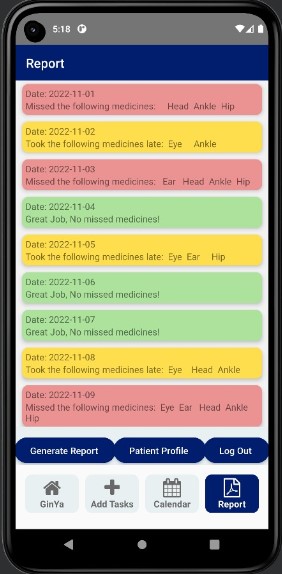 5:18
Report
Date: 2022-11-01
Missed the following medicines: Head Ankle Hip
Date: 2022-11-02
Took the following medicines late: Eye Ankle
Date: 2022-11-03
Missed the following medicines: Ear Head Ankle Hip
Date: 2022-11-04
Great Job, No missed medicines!
Date: 2022-11-05
Took the following medicines late: Eye Ear Hip
Date: 2022-11-06
Great Job, No missed medicines!
Date: 2022-11-07
Great Job, No missed medicines!
Date: 2022-11-08
Took the following medicines late: Eye Head Ankle
Date: 2022-11-09
Missed the following medicines: Eye Ear Head Ankle
Hip
Generate Report Patient Profile Log Out
GinYa Add Tasks Calendar Report